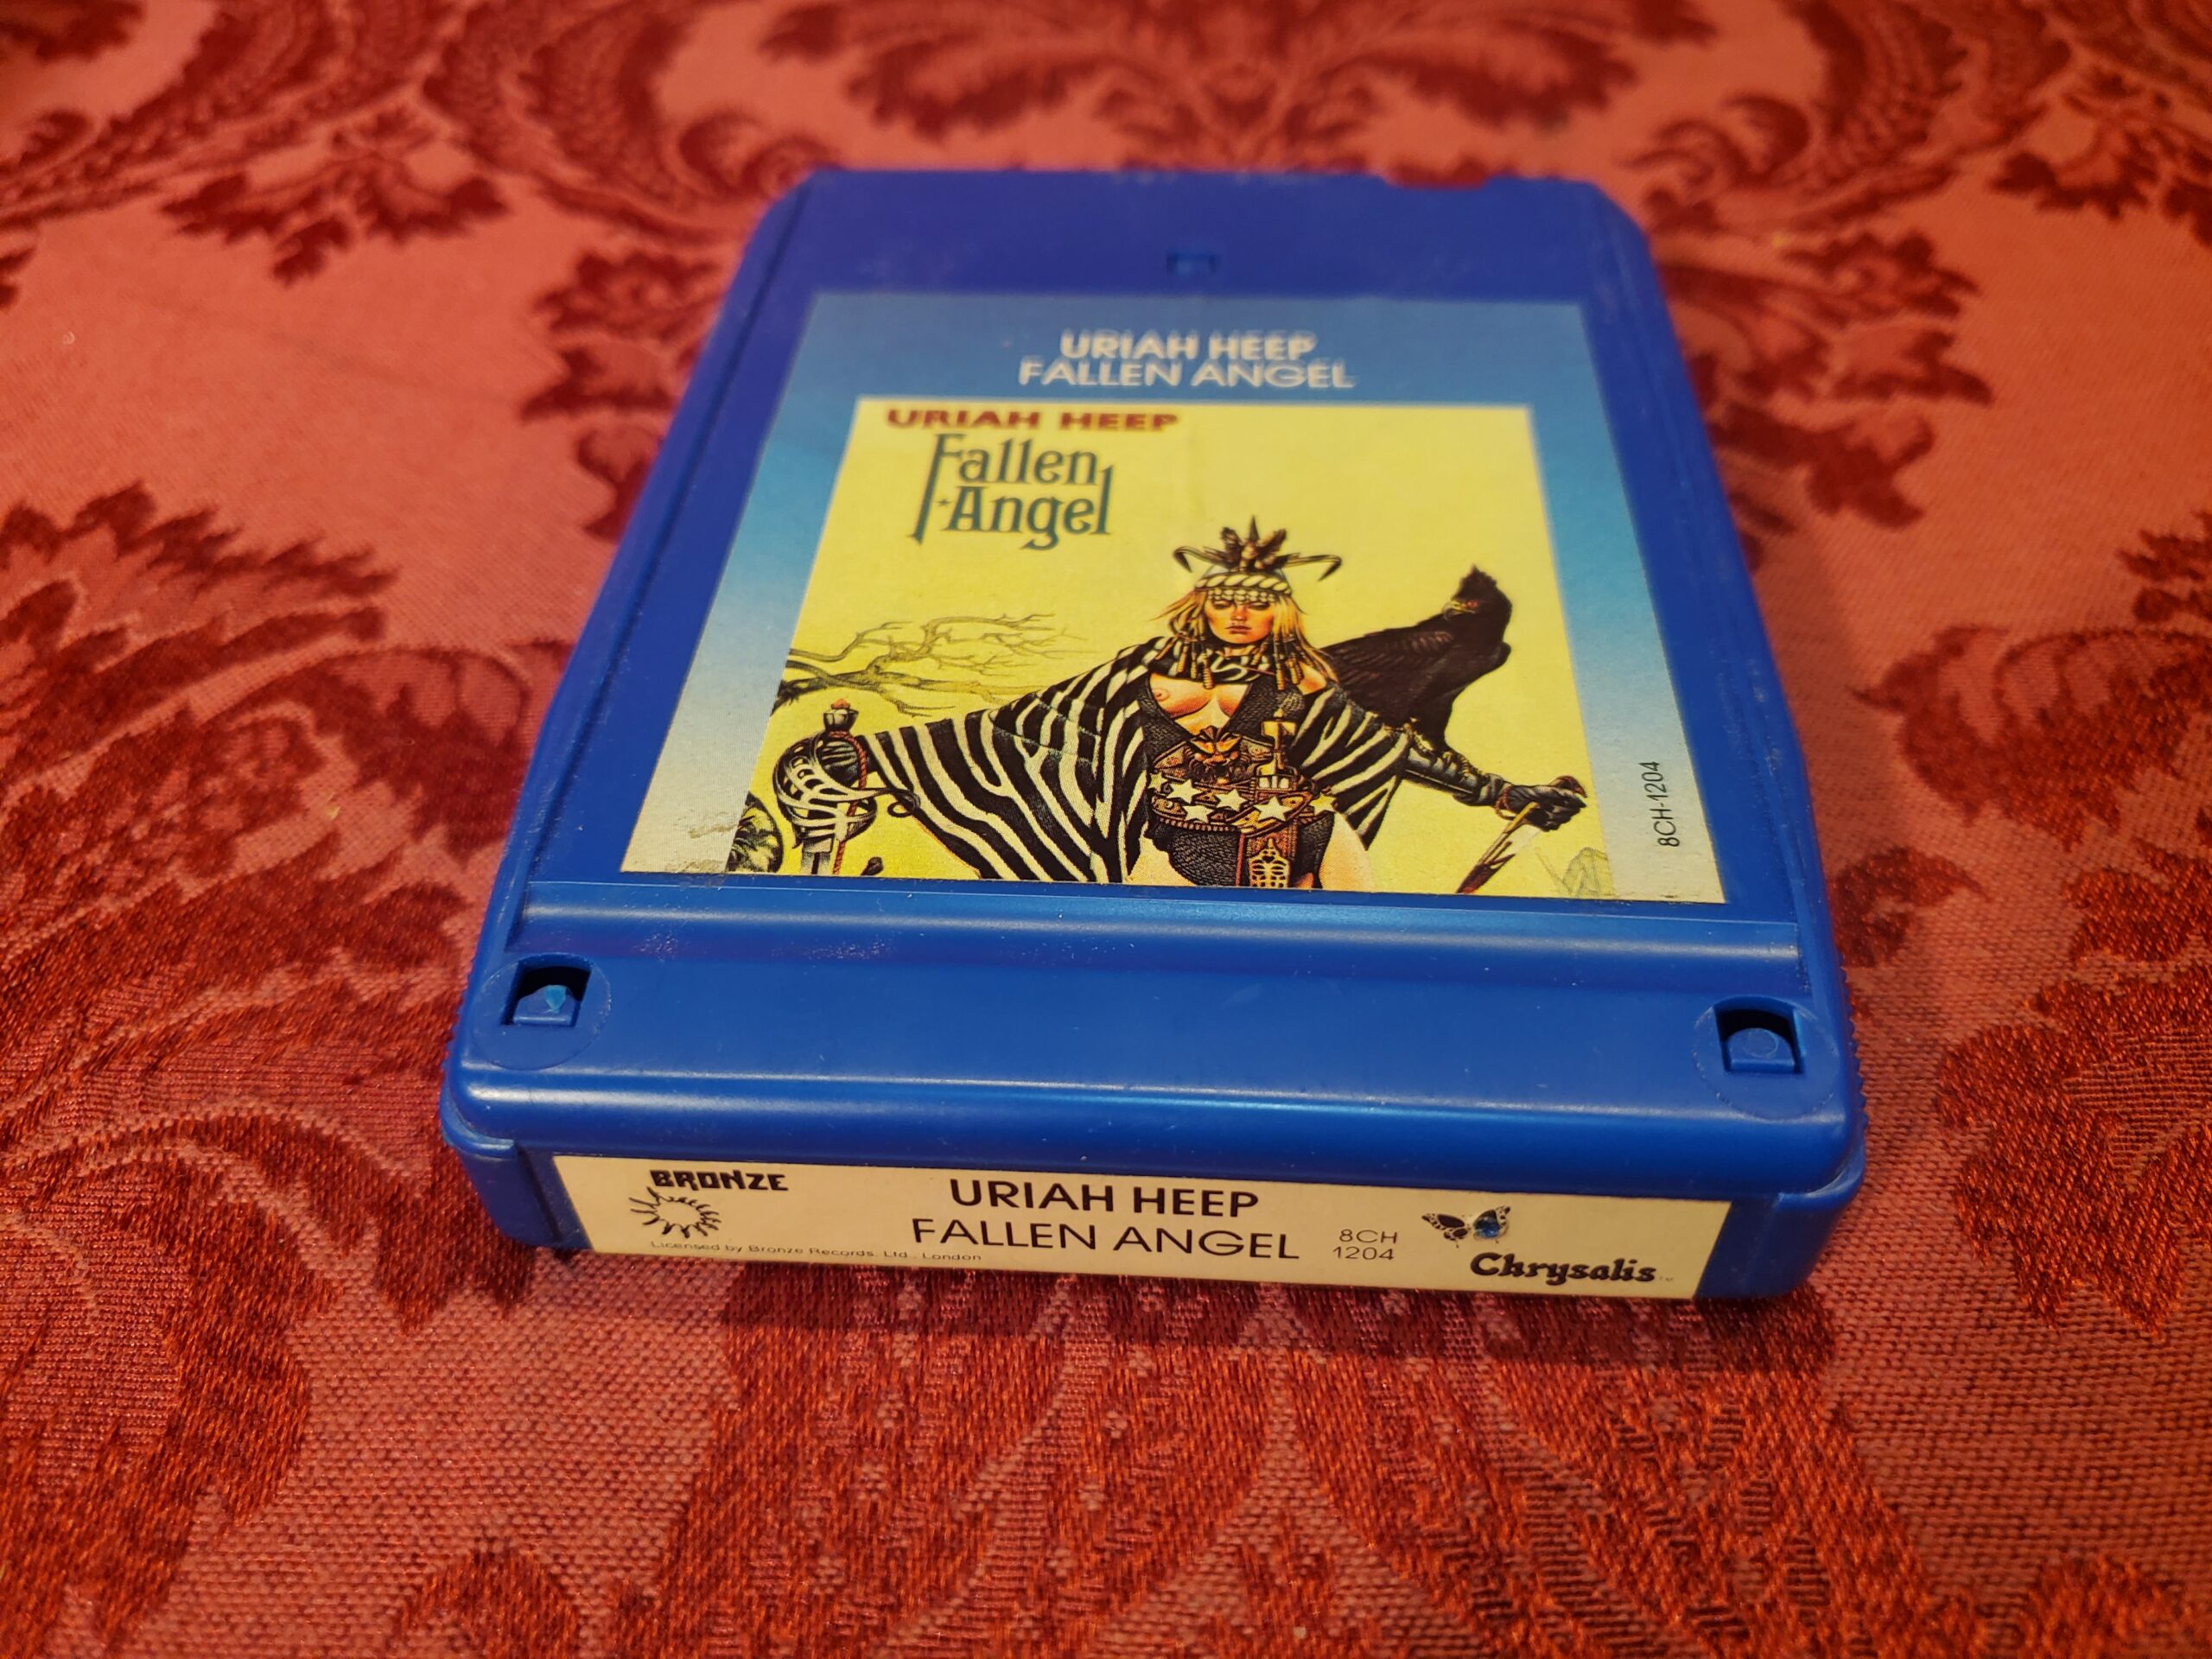 URIAH HEEP
FALLEN ANGEL
URIAH HEEP
Fallen
Angel
8CH-1204
BRONZE
Licensed by Bronze Records, Ltd - London
URIAH HEEP
FALLEN ANGEL
8CH
1204
Chrysalis™